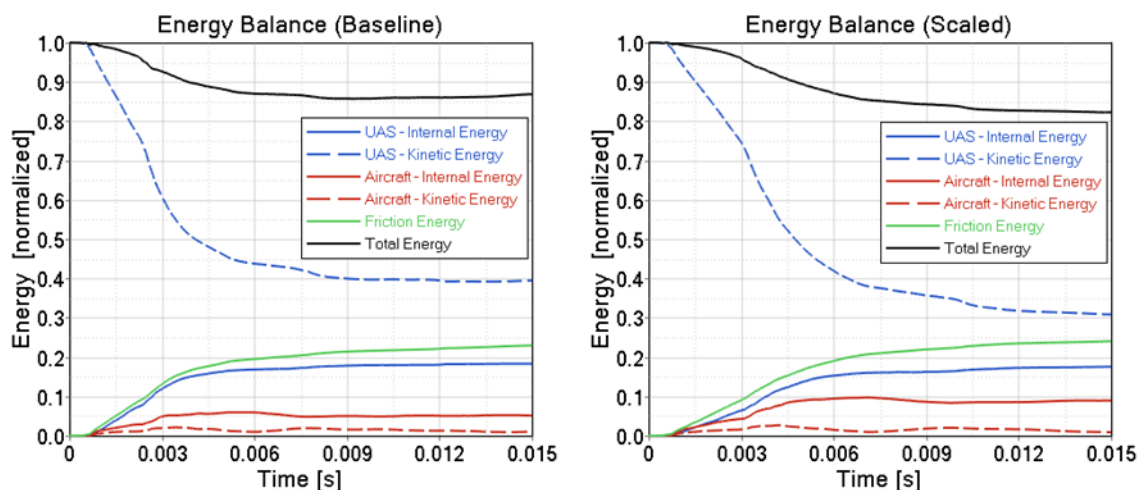 Energy Balance (Baseline)
Energy [normalized]
1.0
0.9
0.8
0.7
0.6
0.5
0.4
0.3
0.2
0.1
0.0
UAS - Internal Energy
UAS - Kinetic Energy
Aircraft - Internal Energy
Aircraft - Kinetic Energy
Friction Energy
Total Energy
0 0.003 0.006 0.009 0.012 0.015
Time [s]
Energy Balance (Scaled)
Energy [normalized]
1.0
0.9
0.8
0.7
0.6
0.5
0.4
0.3
0.2
0.1
0.0
UAS - Internal Energy
UAS - Kinetic Energy
Aircraft - Internal Energy
Aircraft - Kinetic Energy
Friction Energy
Total Energy
0 0.003 0.006 0.009 0.012 0.015
Time [s]